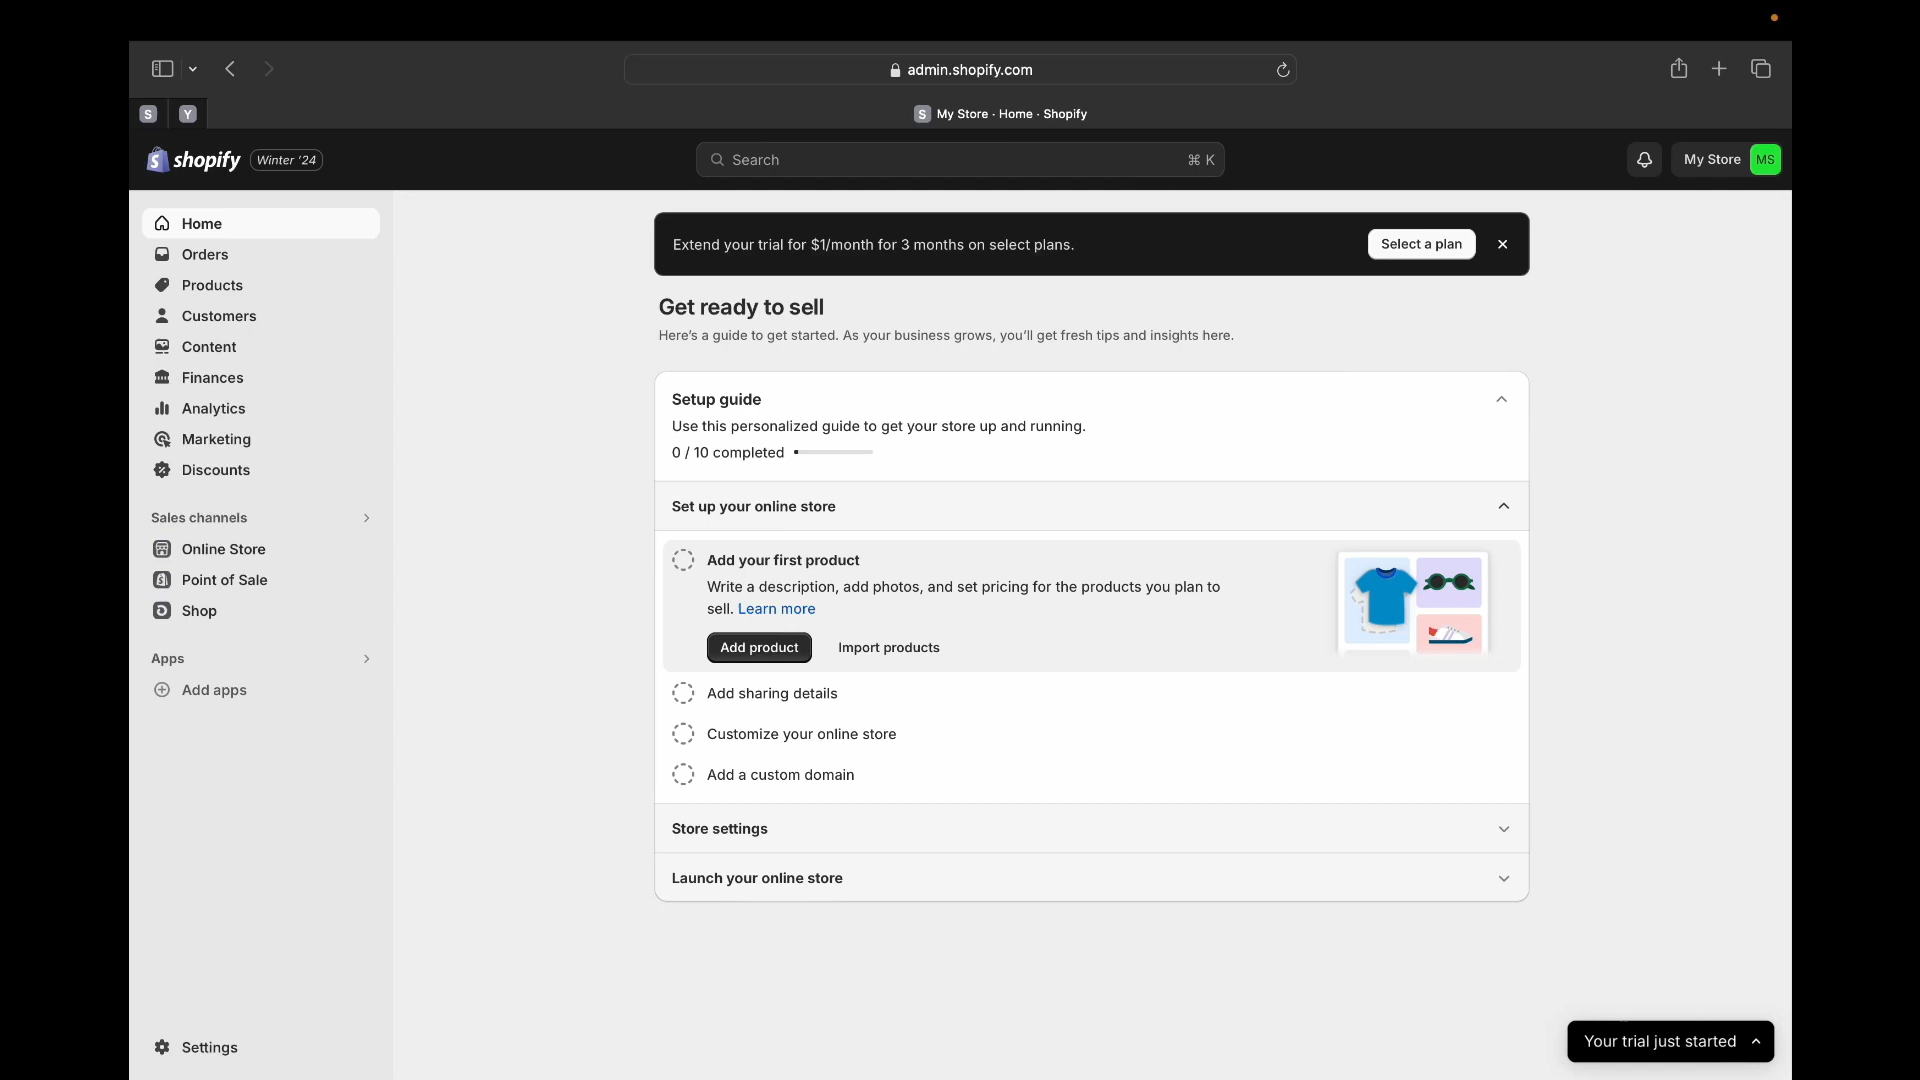 admin.shopify.com
S
Y
S My Store · Home · Shopify
shopify Winter '24
Search
⌘ K
My Store MS
Home
Orders
Products
Customers
Content
Finances
Analytics
Marketing
Discounts
Sales channels
Online Store
Point of Sale
Shop
Apps
Add apps
Settings
Extend your trial for $1/month for 3 months on select plans.
Select a plan
Get ready to sell
Here's a guide to get started. As your business grows, you'll get fresh tips and insights here.
Setup guide
Use this personalized guide to get your store up and running.
0 / 10 completed
Set up your online store
Add your first product
Write a description, add photos, and set pricing for the products you plan to
sell. Learn more
Add product
Import products
Add sharing details
Customize your online store
Add a custom domain
Store settings
Launch your online store
Your trial just started